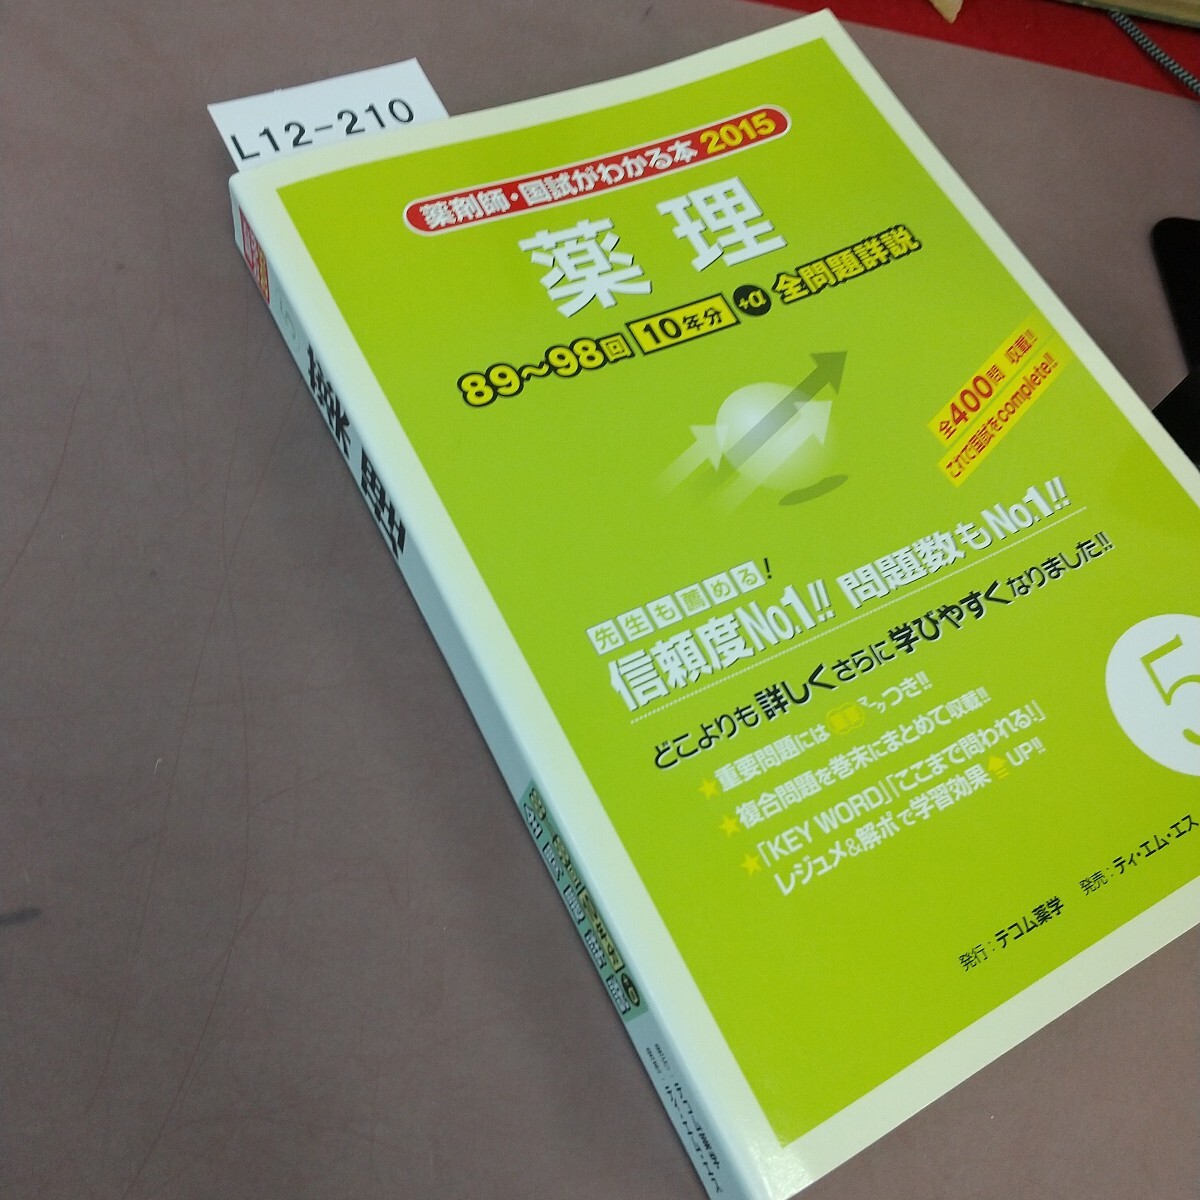 L12-210
薬剤師・国試がわかる本 2015
薬理
89〜98回 10年分 +α 全問題詳説
全400問 収載!!
これで国試をcomplete!!
先生も薦める!
信頼度No.1!! 問題数もNo.1!!
どこよりも詳しくさらに学びやすくなりました!!
★重要問題には マークつき!!
★複合問題を巻末にまとめて収載!!
★「KEY WORD」「ここまで問われる!」
レジュメ&解ポで学習効果UP!!
5
発行:テコム薬学 発売:ティ・エム・エス
薬理